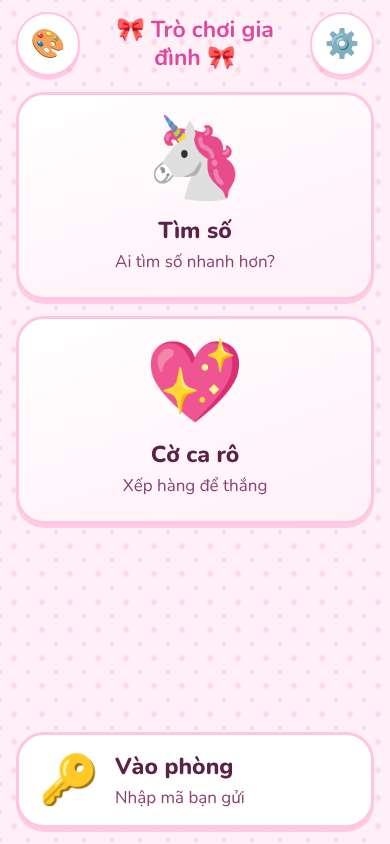 🎀 Trò chơi gia
đình 🎀
Tìm số
Ai tìm số nhanh hơn?
Cờ ca rô
Xếp hàng để thắng
Vào phòng
Nhập mã bạn gửi